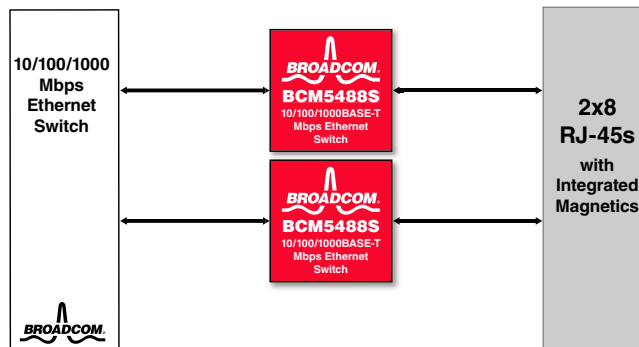 10/100/1000
Mbps
Ethernet
Switch
BROADCOM.
BROADCOM.
BCM5488S
10/100/1000BASE-T
Mbps Ethernet
Switch
BROADCOM.
BCM5488S
10/100/1000BASE-T
Mbps Ethernet
Switch
2x8
RJ-45s
with
Integrated
Magnetics